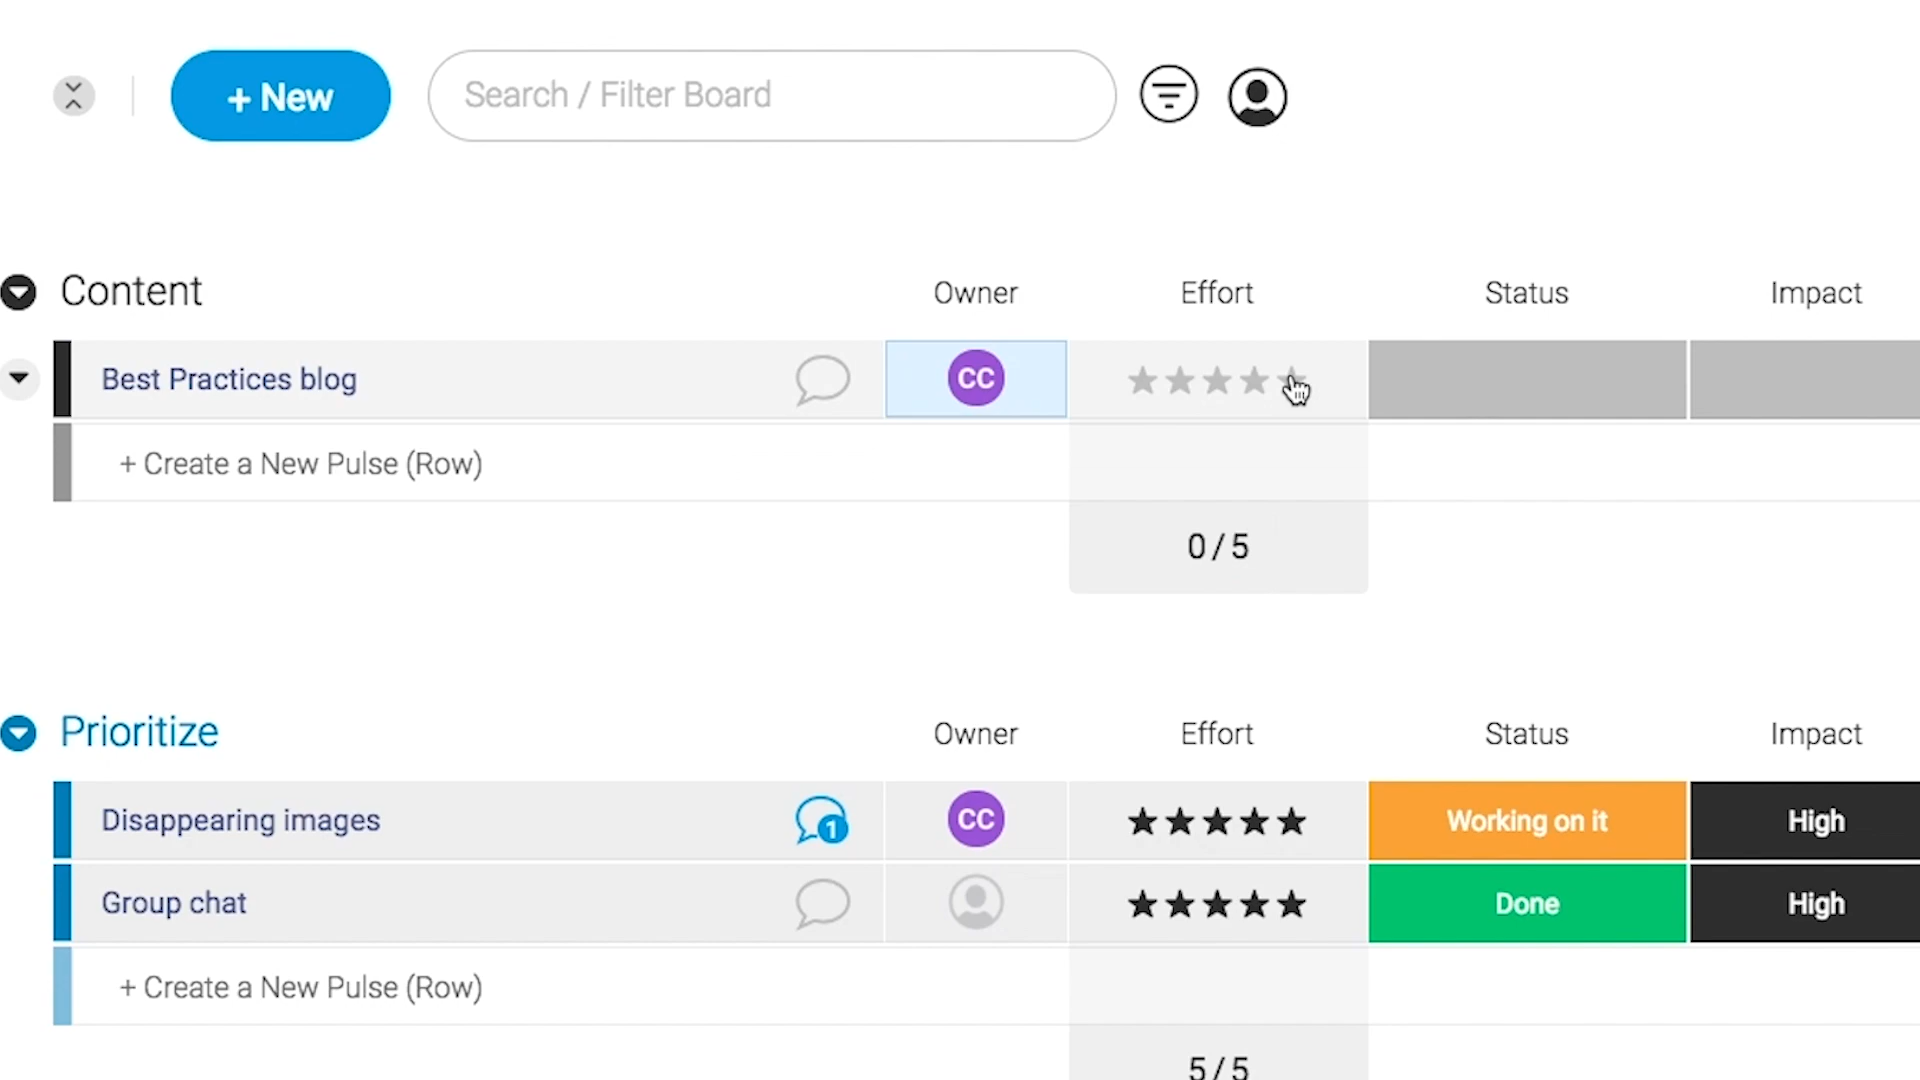 + New
Search / Filter Board
Content Owner Effort Status Impact
Best Practices blog CC
+ Create a New Pulse (Row)
0 / 5
Prioritize Owner Effort Status Impact
Disappearing images 1 CC Working on it High
Group chat Done High
+ Create a New Pulse (Row)
5 / 5